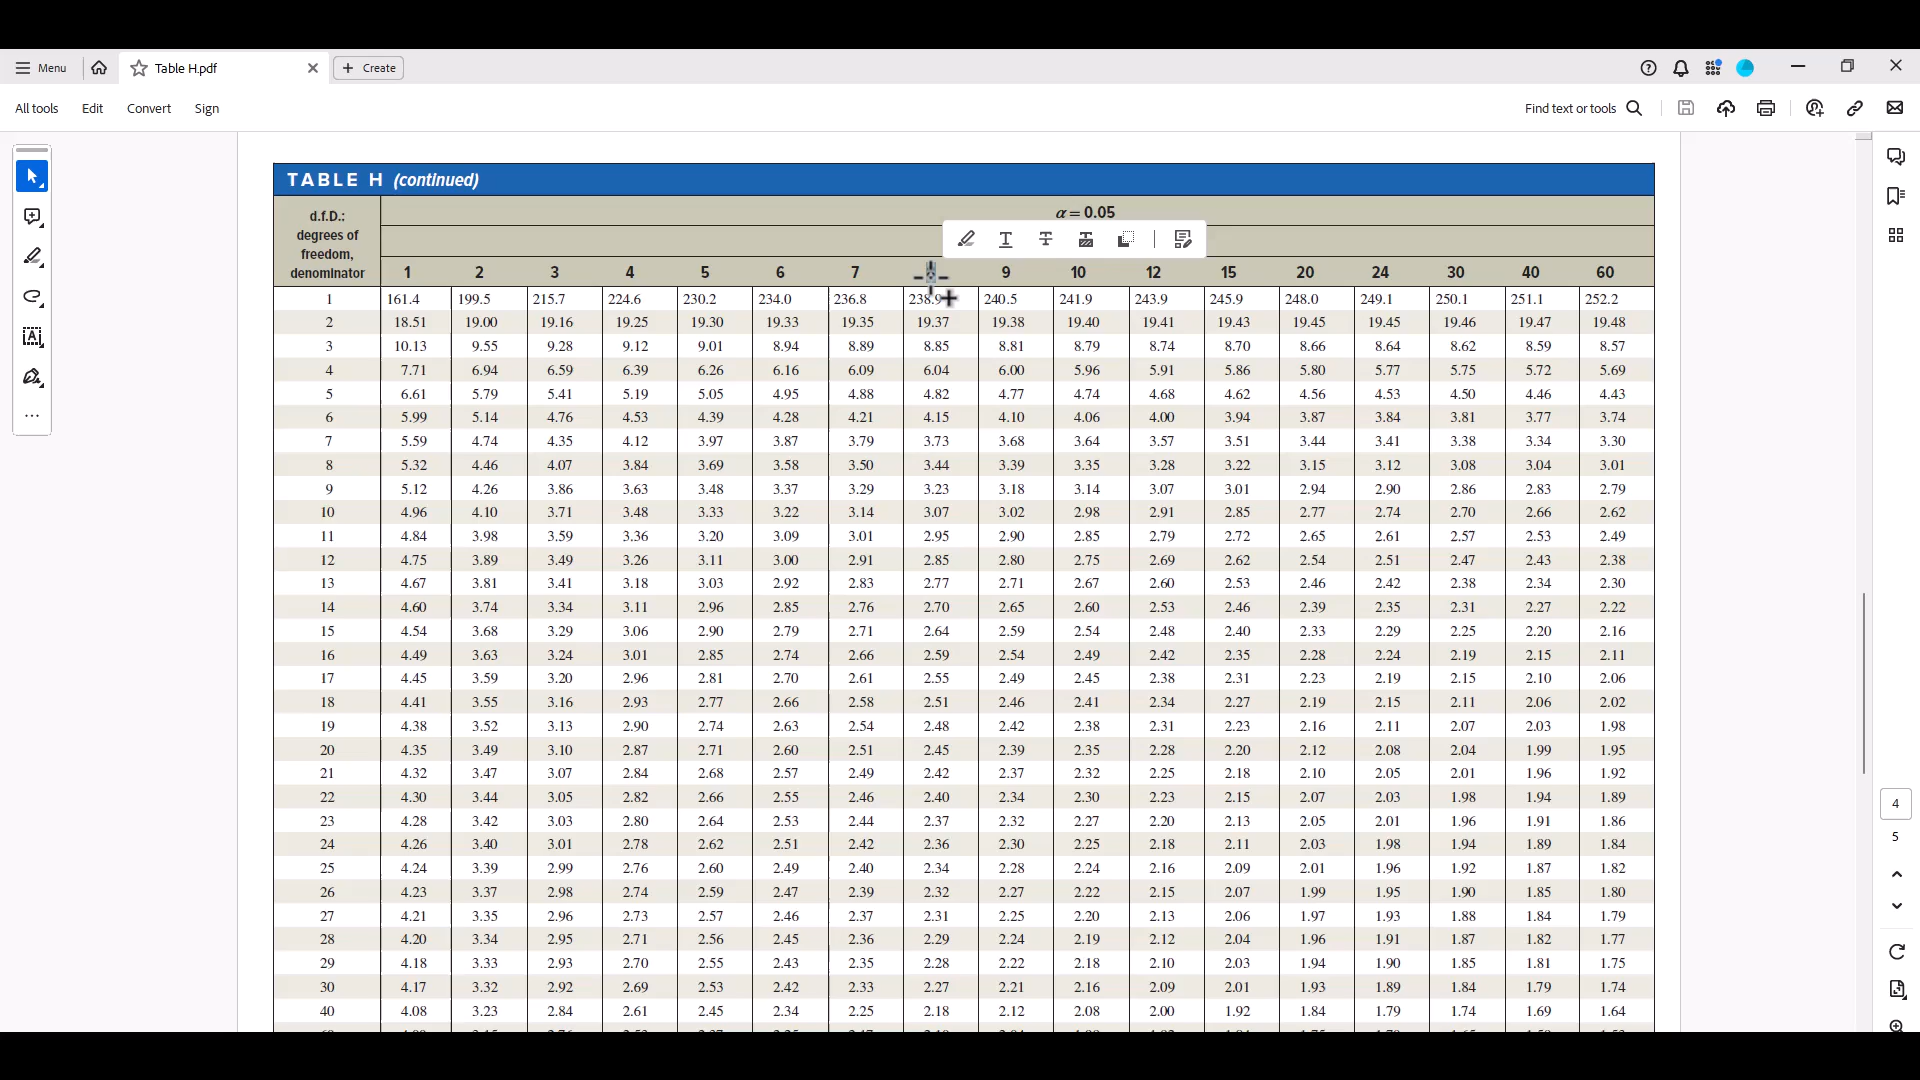 Menu Table H.pdf Create
All tools Edit Convert Sign Find text or tools
TABLE H (continued)
α = 0.05
d.f.D.:
degrees of
freedom,
denominator 1 2 3 4 5 6 7 9 10 12 15 20 24 30 40 60
1 161.4 199.5 215.7 224.6 230.2 234.0 236.8 238.9 240.5 241.9 243.9 245.9 248.0 249.1 250.1 251.1 252.2
2 18.51 19.00 19.16 19.25 19.30 19.33 19.35 19.37 19.38 19.40 19.41 19.43 19.45 19.45 19.46 19.47 19.48
3 10.13 9.55 9.28 9.12 9.01 8.94 8.89 8.85 8.81 8.79 8.74 8.70 8.66 8.64 8.62 8.59 8.57
4 7.71 6.94 6.59 6.39 6.26 6.16 6.09 6.04 6.00 5.96 5.91 5.86 5.80 5.77 5.75 5.72 5.69
5 6.61 5.79 5.41 5.19 5.05 4.95 4.88 4.82 4.77 4.74 4.68 4.62 4.56 4.53 4.50 4.46 4.43
6 5.99 5.14 4.76 4.53 4.39 4.28 4.21 4.15 4.10 4.06 4.00 3.94 3.87 3.84 3.81 3.77 3.74
7 5.59 4.74 4.35 4.12 3.97 3.87 3.79 3.73 3.68 3.64 3.57 3.51 3.44 3.41 3.38 3.34 3.30
8 5.32 4.46 4.07 3.84 3.69 3.58 3.50 3.44 3.39 3.35 3.28 3.22 3.15 3.12 3.08 3.04 3.01
9 5.12 4.26 3.86 3.63 3.48 3.37 3.29 3.23 3.18 3.14 3.07 3.01 2.94 2.90 2.86 2.83 2.79
10 4.96 4.10 3.71 3.48 3.33 3.22 3.14 3.07 3.02 2.98 2.91 2.85 2.77 2.74 2.70 2.66 2.62
11 4.84 3.98 3.59 3.36 3.20 3.09 3.01 2.95 2.90 2.85 2.79 2.72 2.65 2.61 2.57 2.53 2.49
12 4.75 3.89 3.49 3.26 3.11 3.00 2.91 2.85 2.80 2.75 2.69 2.62 2.54 2.51 2.47 2.43 2.38
13 4.67 3.81 3.41 3.18 3.03 2.92 2.83 2.77 2.71 2.67 2.60 2.53 2.46 2.42 2.38 2.34 2.30
14 4.60 3.74 3.34 3.11 2.96 2.85 2.76 2.70 2.65 2.60 2.53 2.46 2.39 2.35 2.31 2.27 2.22
15 4.54 3.68 3.29 3.06 2.90 2.79 2.71 2.64 2.59 2.54 2.48 2.40 2.33 2.29 2.25 2.20 2.16
16 4.49 3.63 3.24 3.01 2.85 2.74 2.66 2.59 2.54 2.49 2.42 2.35 2.28 2.24 2.19 2.15 2.11
17 4.45 3.59 3.20 2.96 2.81 2.70 2.61 2.55 2.49 2.45 2.38 2.31 2.23 2.19 2.15 2.10 2.06
18 4.41 3.55 3.16 2.93 2.77 2.66 2.58 2.51 2.46 2.41 2.34 2.27 2.19 2.15 2.11 2.06 2.02
19 4.38 3.52 3.13 2.90 2.74 2.63 2.54 2.48 2.42 2.38 2.31 2.23 2.16 2.11 2.07 2.03 1.98
20 4.35 3.49 3.10 2.87 2.71 2.60 2.51 2.45 2.39 2.35 2.28 2.20 2.12 2.08 2.04 1.99 1.95
21 4.32 3.47 3.07 2.84 2.68 2.57 2.49 2.42 2.37 2.32 2.25 2.18 2.10 2.05 2.01 1.96 1.92
22 4.30 3.44 3.05 2.82 2.66 2.55 2.46 2.40 2.34 2.30 2.23 2.15 2.07 2.03 1.98 1.94 1.89
23 4.28 3.42 3.03 2.80 2.64 2.53 2.44 2.37 2.32 2.27 2.20 2.13 2.05 2.01 1.96 1.91 1.86
24 4.26 3.40 3.01 2.78 2.62 2.51 2.42 2.36 2.30 2.25 2.18 2.11 2.03 1.98 1.94 1.89 1.84
25 4.24 3.39 2.99 2.76 2.60 2.49 2.40 2.34 2.28 2.24 2.16 2.09 2.01 1.96 1.92 1.87 1.82
26 4.23 3.37 2.98 2.74 2.59 2.47 2.39 2.32 2.27 2.22 2.15 2.07 1.99 1.95 1.90 1.85 1.80
27 4.21 3.35 2.96 2.73 2.57 2.46 2.37 2.31 2.25 2.20 2.13 2.06 1.97 1.93 1.88 1.84 1.79
28 4.20 3.34 2.95 2.71 2.56 2.45 2.36 2.29 2.24 2.19 2.12 2.04 1.96 1.91 1.87 1.82 1.77
29 4.18 3.33 2.93 2.70 2.55 2.43 2.35 2.28 2.22 2.18 2.10 2.03 1.94 1.90 1.85 1.81 1.75
30 4.17 3.32 2.92 2.69 2.53 2.42 2.33 2.27 2.21 2.16 2.09 2.01 1.93 1.89 1.84 1.79 1.74
40 4.08 3.23 2.84 2.61 2.45 2.34 2.25 2.18 2.12 2.08 2.00 1.92 1.84 1.79 1.74 1.69 1.64
4
5